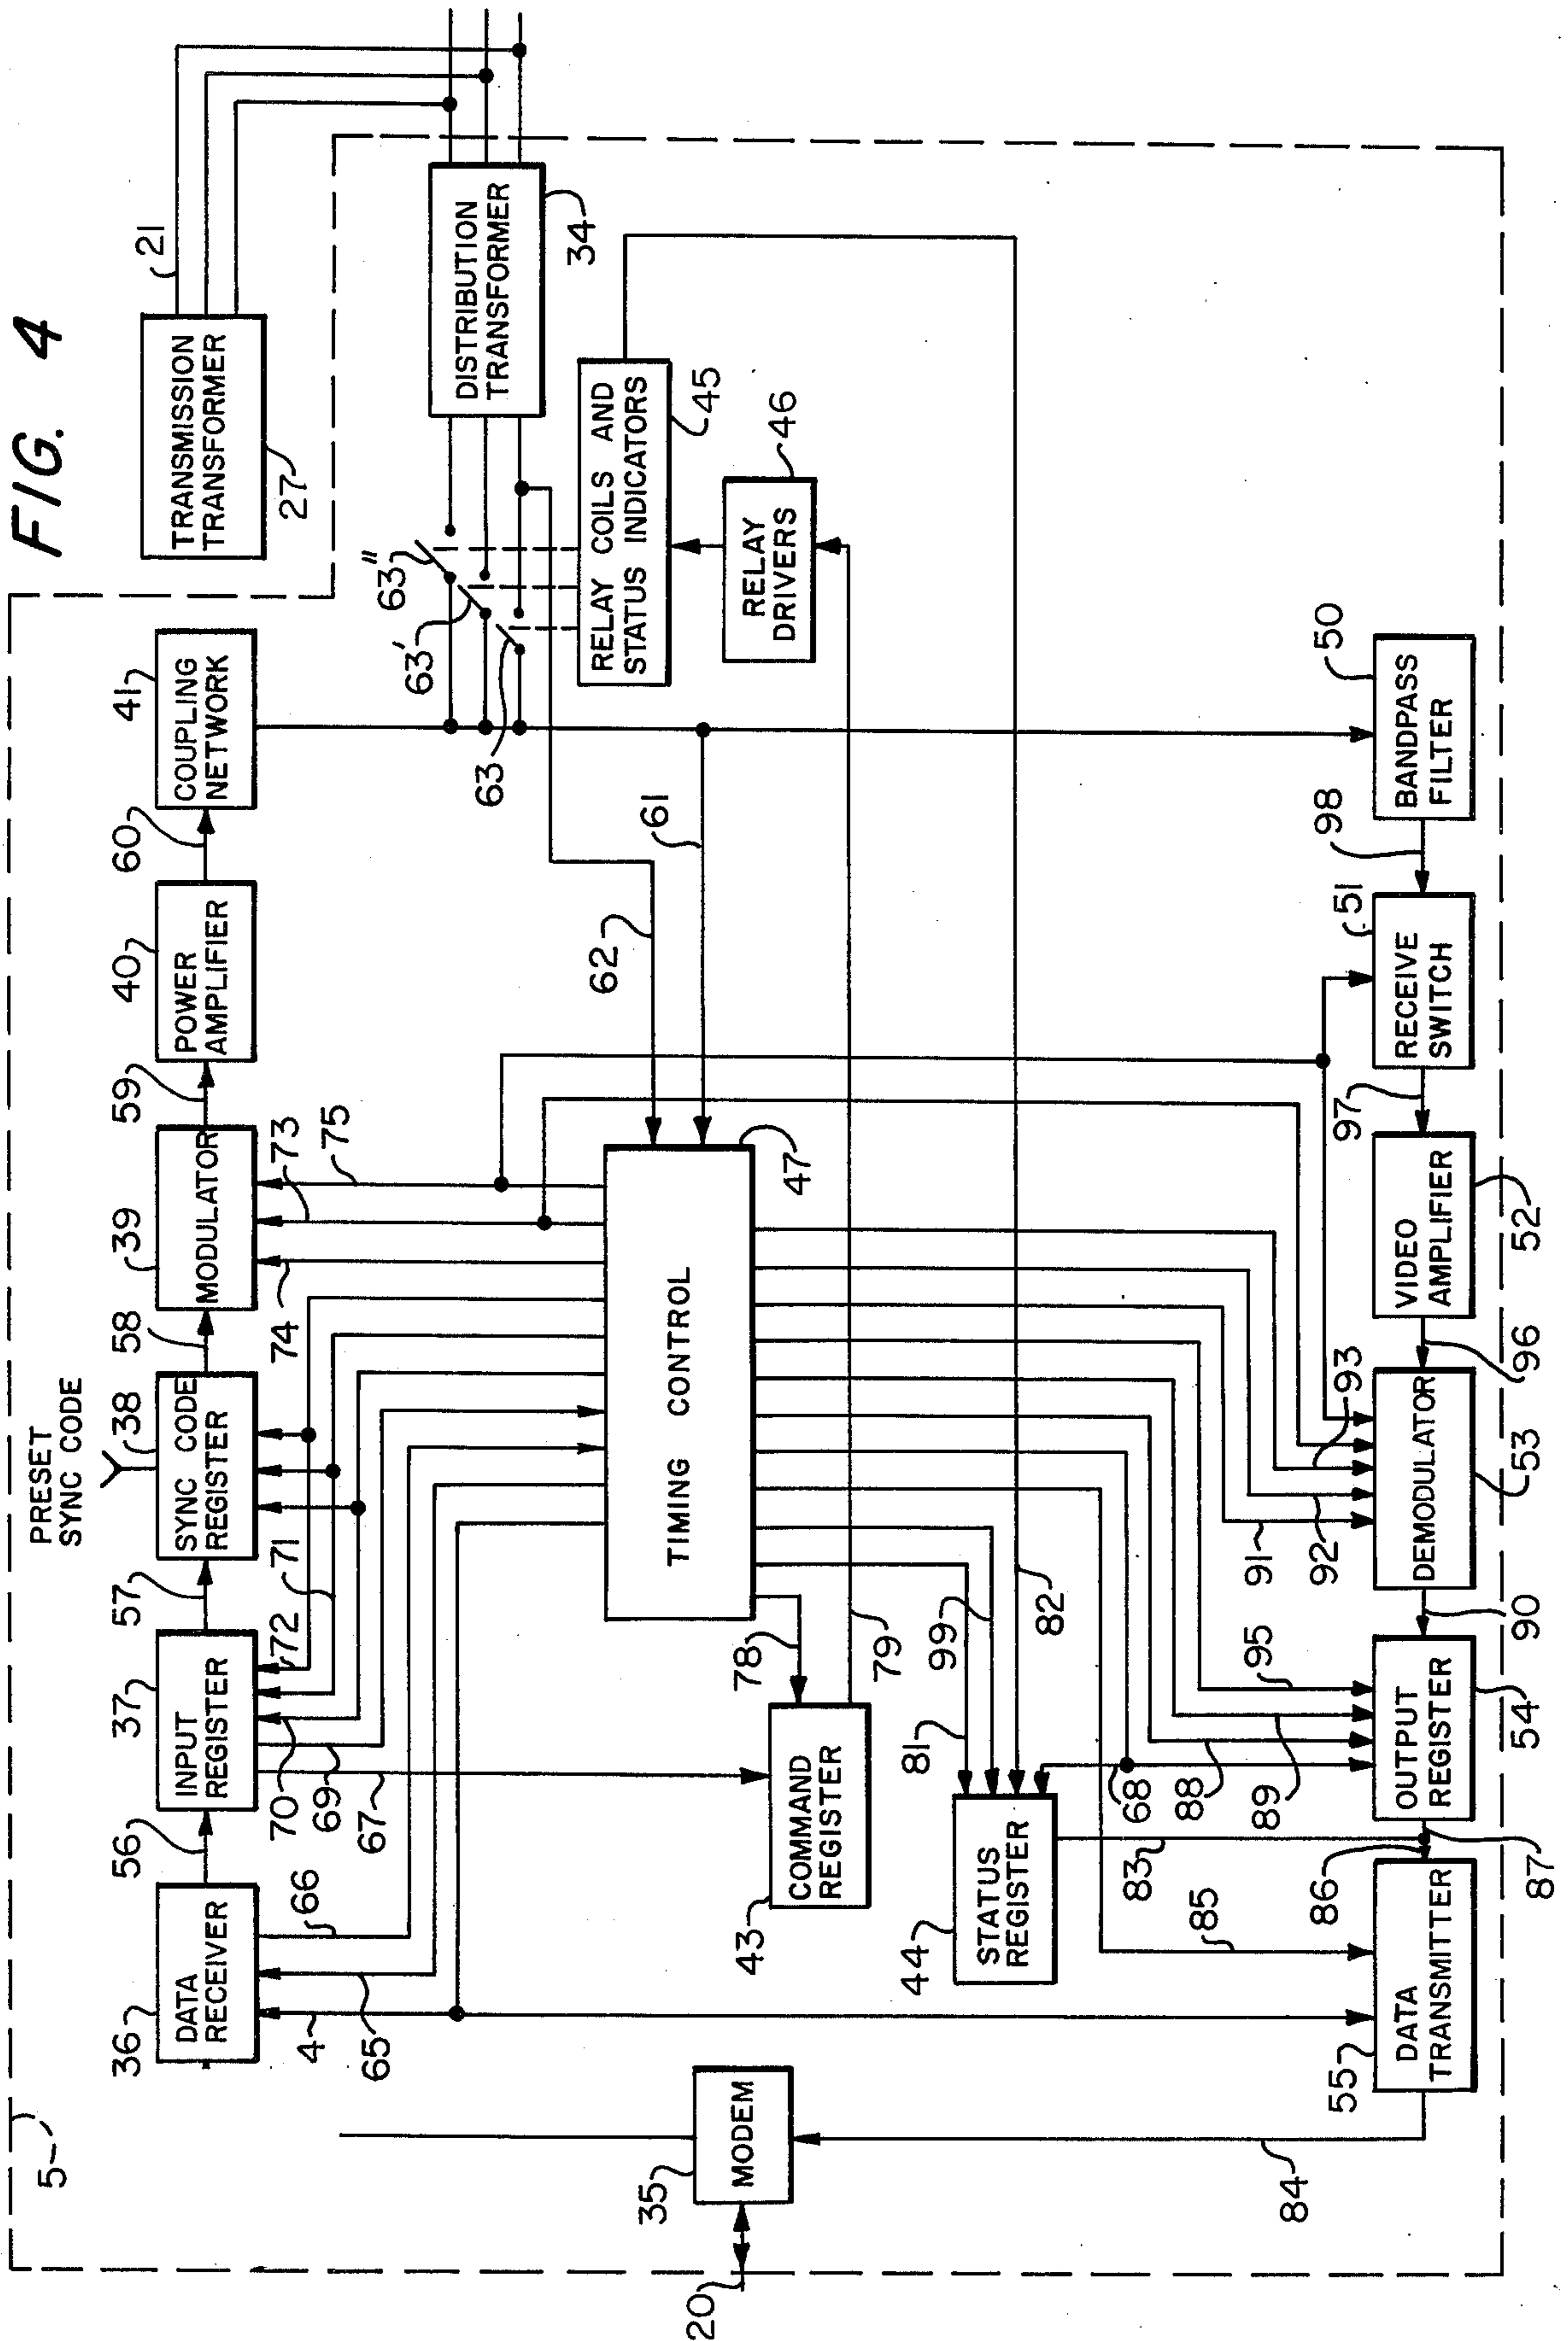 FIG. 4
TRANSMISSION
TRANSFORMER
27
21
5
PRESET
SYNC CODE
36
DATA
RECEIVER
56
37
INPUT
REGISTER
57
38
SYNC CODE
REGISTER
58
39
MODULATOR
59
40
POWER
AMPLIFIER
60
41
COUPLING
NETWORK
4
65
66
67
69
70
72
71
74
73
75
63"
63'
63
DISTRIBUTION
TRANSFORMER
34
RELAY COILS AND
STATUS INDICATORS
45
RELAY
DRIVERS
46
62
61
TIMING CONTROL
47
20
35
MODEM
78
43
COMMAND
REGISTER
79
81
99
82
44
STATUS
REGISTER
68
83
85
88
89
95
91
92
93
84
55
DATA
TRANSMITTER
86
87
OUTPUT
REGISTER
54
90
DEMODULATOR
53
96
VIDEO
AMPLIFIER
52
97
RECEIVE
SWITCH
51
98
BANDPASS
FILTER
50